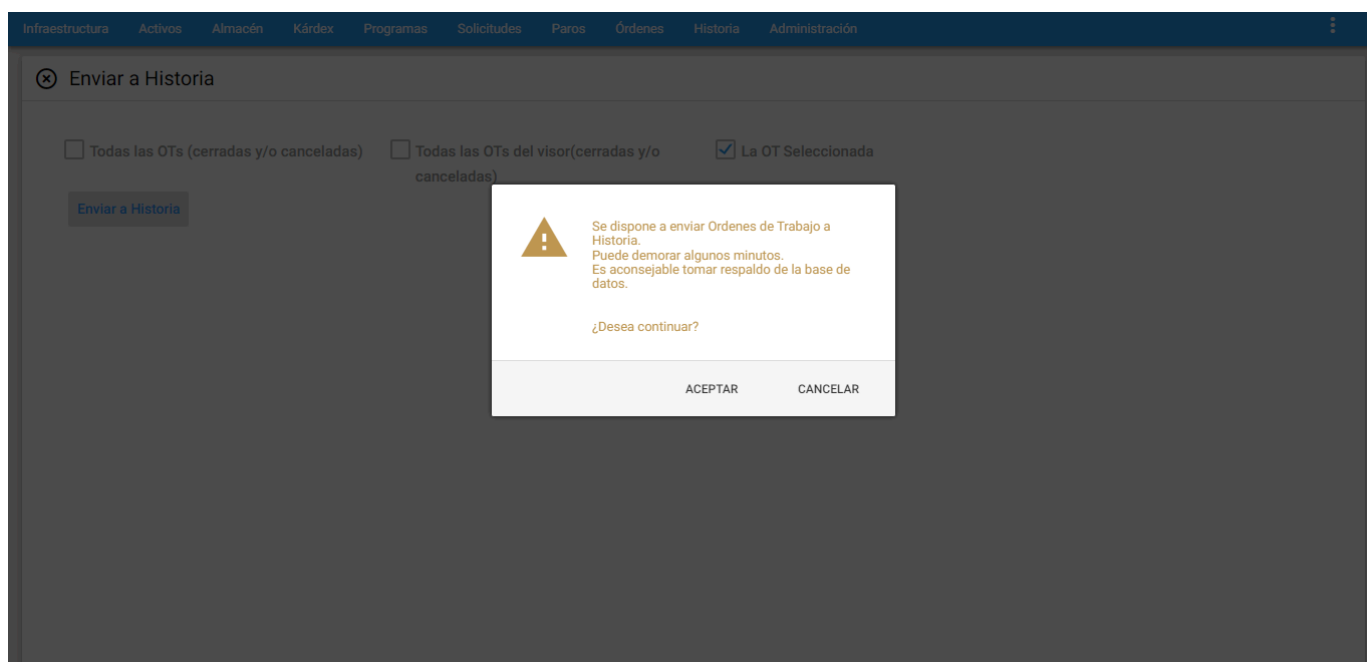 Infraestructura Activos Almacén Kárdex Programas Solicitudes Paros Órdenes Historia Administración
Enviar a Historia
Todas las OTs (cerradas y/o canceladas)
Todas las OTs del visor(cerradas y/o
canceladas)
La OT Seleccionada
Enviar a Historia
Se dispone a enviar Ordenes de Trabajo a
Historia.
Puede demorar algunos minutos.
Es aconsejable tomar respaldo de la base de
datos.
¿Desea continuar?
ACEPTAR CANCELAR